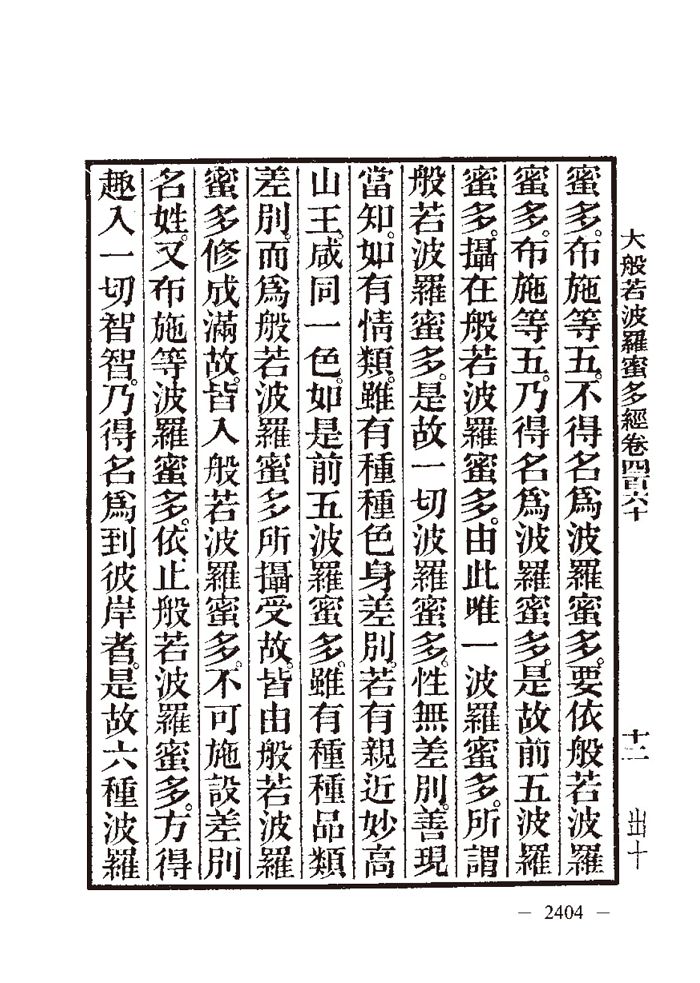 大般若波羅蜜多經卷四百六十
十二
出十
蜜多。布施等五。不得名爲波羅蜜多。要依般若波羅
蜜多。布施等五。乃得名爲波羅蜜多。是故前五波羅
蜜多。攝在般若波羅蜜多。由此唯一波羅蜜多。所謂
般若波羅蜜多。是故一切波羅蜜多。性無差別。善現
當知。如有情類。雖有種種色身差別。若有親近妙高
山王。咸同一色。如是前五波羅蜜多。雖有種種品類
差別。而爲般若波羅蜜多所攝受故。皆由般若波羅
蜜多修成滿故。皆入般若波羅蜜多。不可施設差別
名姓。又布施等波羅蜜多。依止般若波羅蜜多。方得
趣入一切智智。乃得名爲到彼岸者。是故六種波羅
— 2404 —